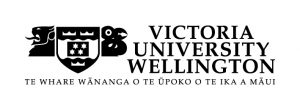 VICTORIA
UNIVERSITY
WELLINGTON
TE WHARE WĀNANGA O TE ŪPOKO O TE IKA A MĀUI